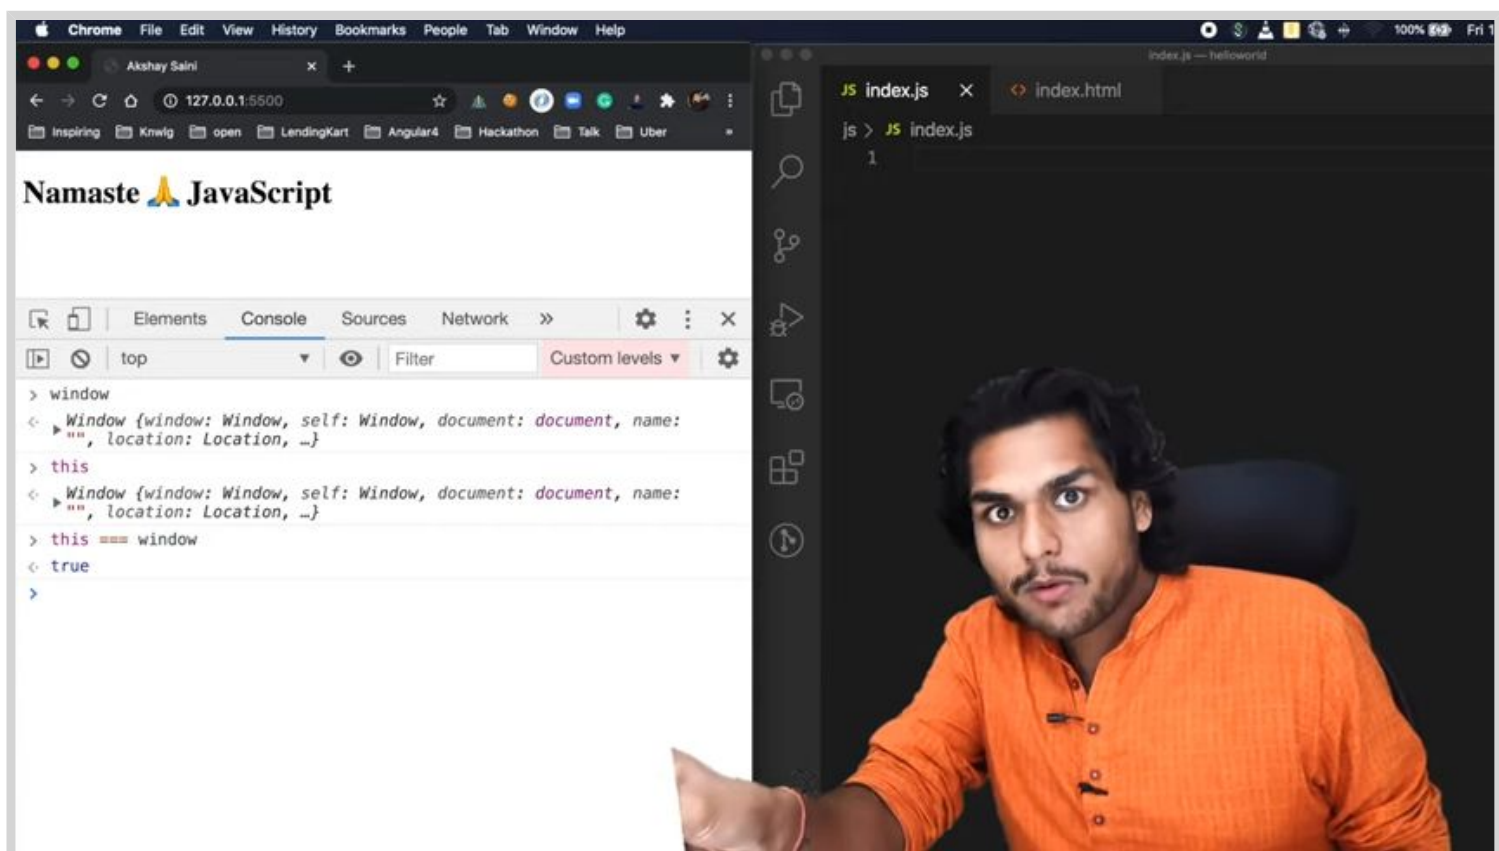 Chrome File Edit View History Bookmarks People Tab Window Help
100% Fri 1
Akshay Saini
127.0.0.1:5500
Inspiring Knwlg open LendingKart Angular4 Hackathon Talk Uber »
Namaste 🙏 JavaScript
Elements Console Sources Network »
top Filter Custom levels
> window
Window {window: Window, self: Window, document: document, name:
"", location: Location, …}
> this
Window {window: Window, self: Window, document: document, name:
"", location: Location, …}
> this === window
true
>
index.js — helloworld
JS index.js <> index.html
js > JS index.js
1